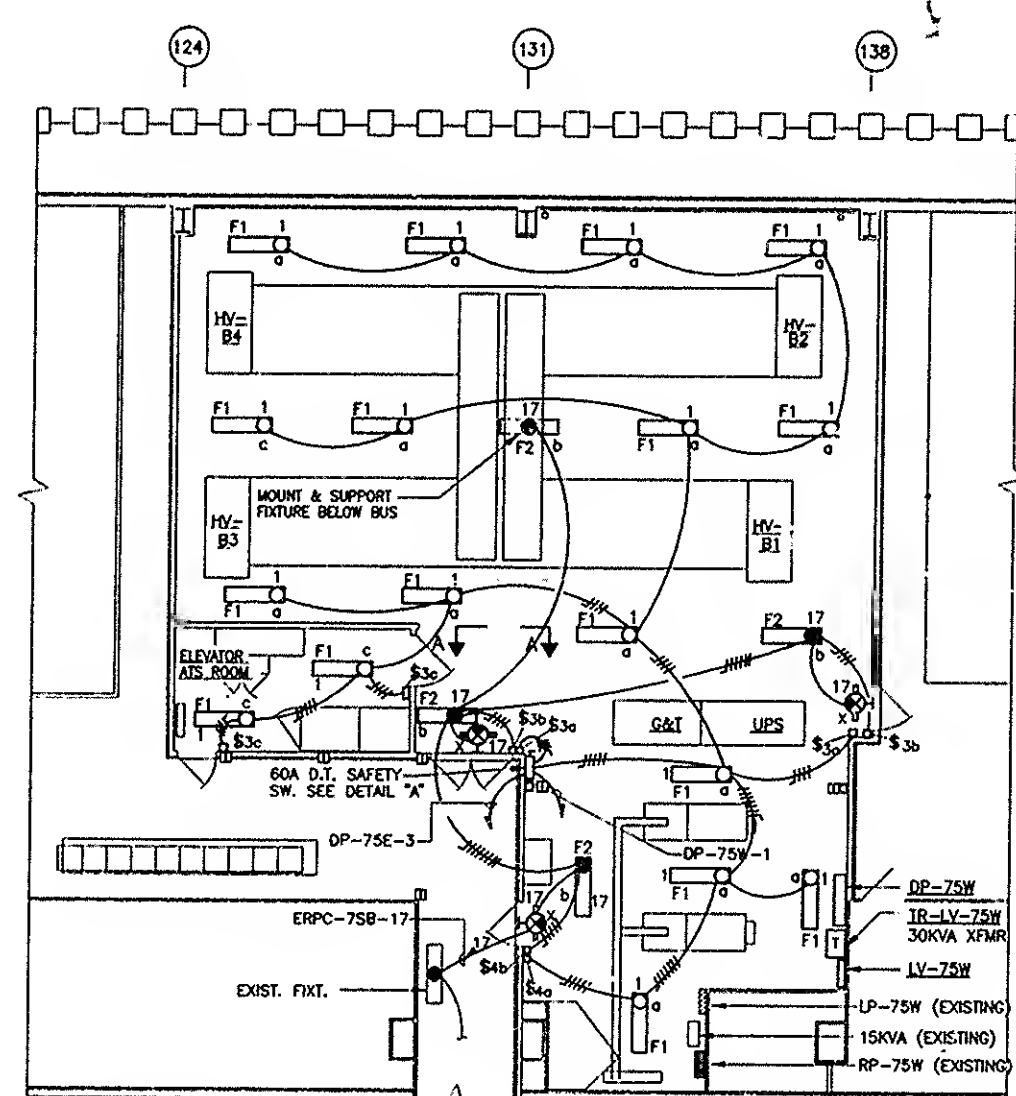 124 131 138
F1 1 F1 1 F1 1 F1 1
a a a a
HV-
B4
HV-
B2
F1 1 F1 1 17 F1 1
c a F2 b F1 1 a a
MOUNT & SUPPORT
FIXTURE BELOW BUS
HV-
B3
HV-
B1
1 F1 1
F1 a a F1 1 F2 17
a b
ELEVATOR
ATS ROOM
F1 c A A
1 $3c
F1 c F2 17 17
b X
$3c X 17 $3b $3a G&T UPS $3a $3b
60A D.T. SAFETY
SW. SEE DETAIL "A"
1 F1 a
DP-75E-3 F2 DP-75W-1
1 F1 a a 1
17 b 17 F1
X
DP-75W
ERPC-7SB-17 TR-LV-75W
30KVA XFMR
17 T
$4b LV-75W
EXIST. FIXT. $4a 1 a
LP-75W (EXISTING)
F1 15KVA (EXISTING)
RP-75W (EXISTING)
A